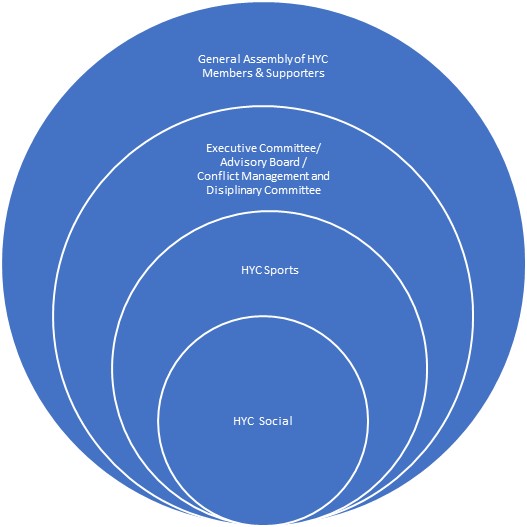 General Assembly of HYC
Members & Supporters
Executive Committee/
Advisory Board /
Conflict Management and
Disiplinary Committee
HYC Sports
HYC Social